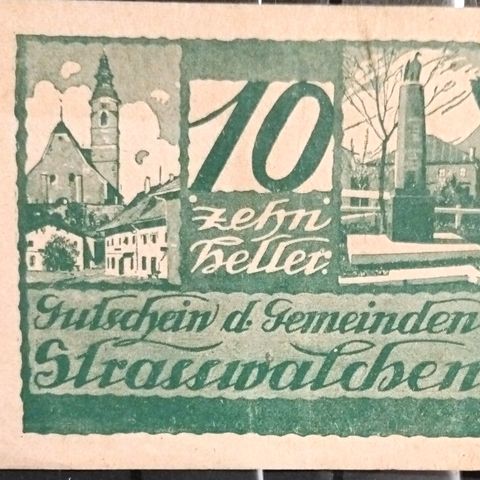 10
zehn
heller.
Gutschein d. Gemeinden
Strasswalchen